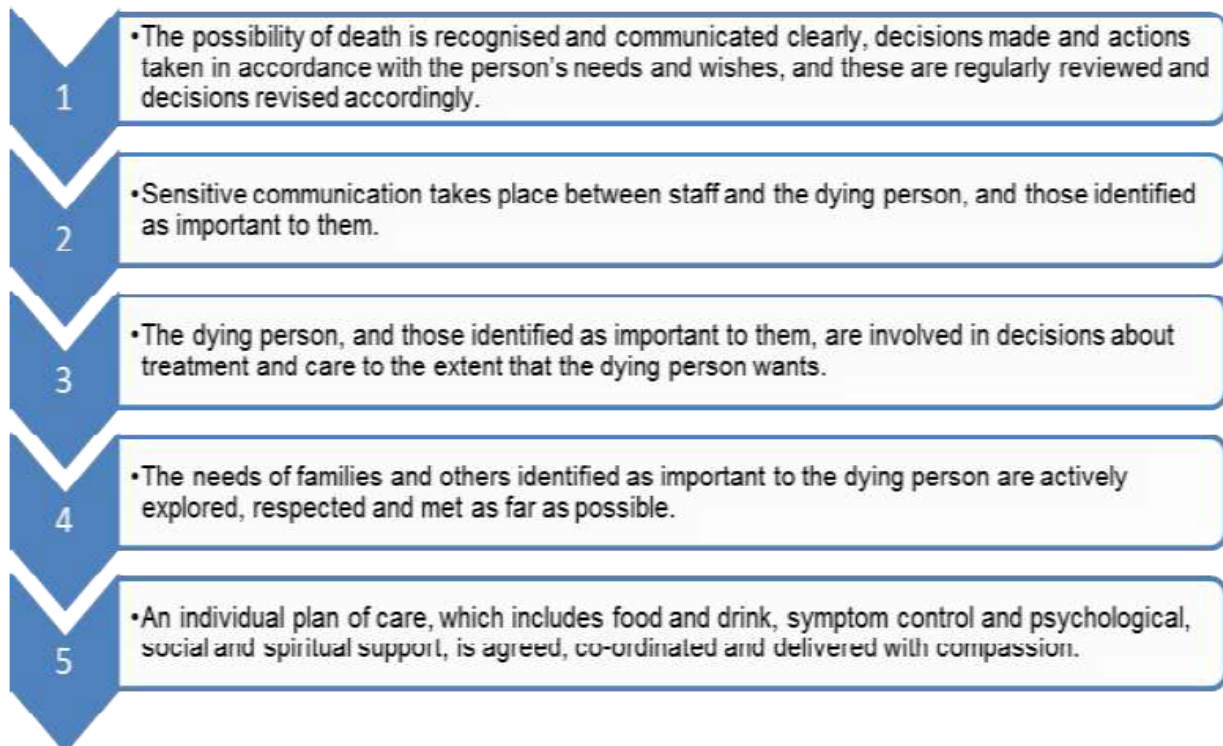 1
•The possibility of death is recognised and communicated clearly, decisions made and actions
taken in accordance with the person's needs and wishes, and these are regularly reviewed and
decisions revised accordingly.
2
•Sensitive communication takes place between staff and the dying person, and those identified
as important to them.
3
•The dying person, and those identified as important to them, are involved in decisions about
treatment and care to the extent that the dying person wants.
4
•The needs of families and others identified as important to the dying person are actively
explored, respected and met as far as possible.
5
•An individual plan of care, which includes food and drink, symptom control and psychological,
social and spiritual support, is agreed, co-ordinated and delivered with compassion.